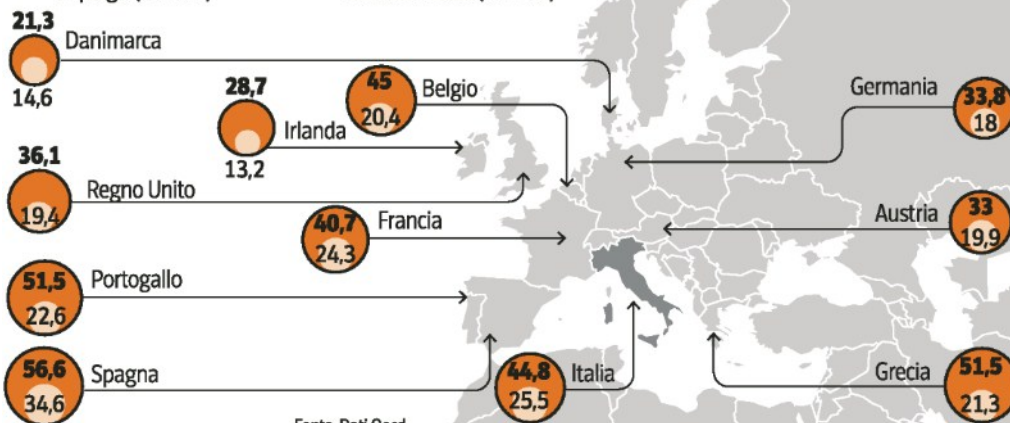 21,3
Danimarca
14,6
28,7
Irlanda
13,2
45
Belgio
20,4
Germania
33,8
18
36,1
Regno Unito
19,4
40,7
Francia
24,3
Austria
33
19,9
51,5
Portogallo
22,6
56,6
Spagna
34,6
44,8
Italia
25,5
Grecia
51,5
21,3